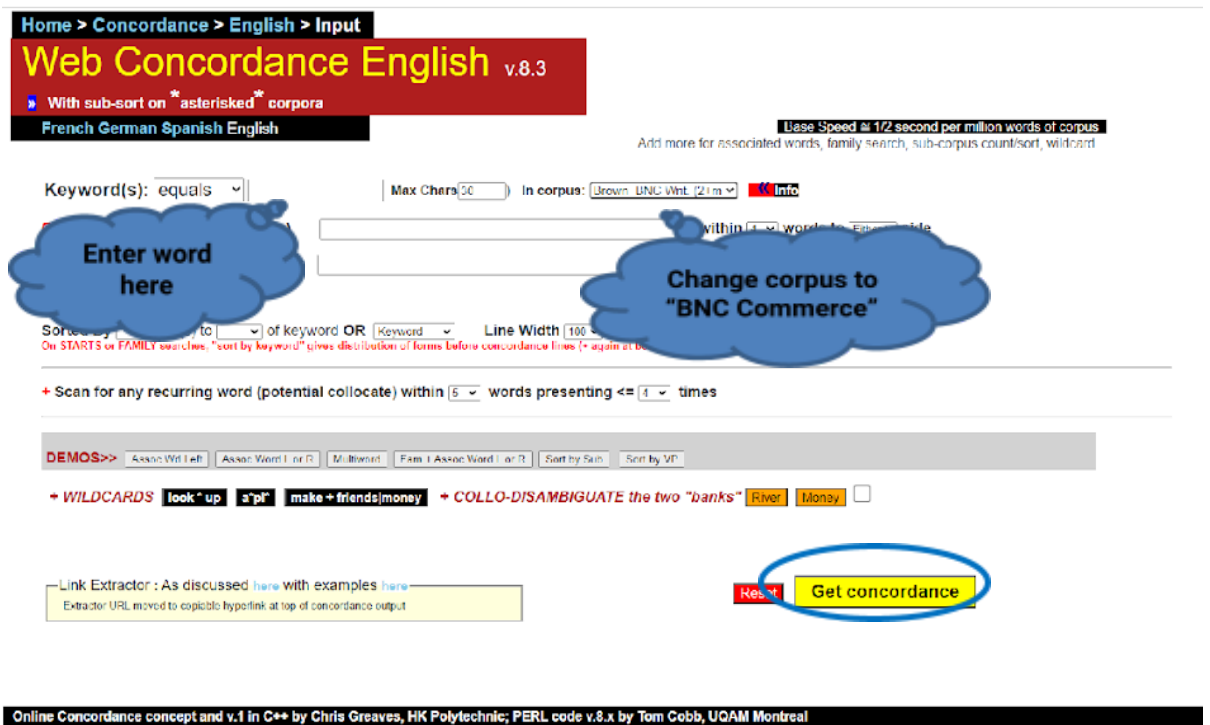 Home > Concordance > English > Input
Web Concordance English v.8.3
» With sub-sort on *asterisked* corpora
French German Spanish English
Base Speed ≅ 1/2 second per million words of corpus
Add more for associated words, family search, sub-corpus count/sort, wildcard
Keyword(s): equals Max Chars 30 ) In corpus: Brown BNC Wnt. [2+m « Info
within 4 words to side
Enter word
here
Change corpus to
“BNC Commerce”
Sorted By to of keyword OR Keyword Line Width 100
On STARTS or FAMILY searches, "sort by keyword" gives distribution of forms before concordance lines (+ again at
+ Scan for any recurring word (potential collocate) within 5 words presenting <= 4 times
DEMOS>> Assoc Wd Left Assoc Word L or R Multiword Fam + Assoc Word L or R Sort by Sub Sort by VP
+ WILDCARDS look * up a*pl* make + friends|money + COLLO-DISAMBIGUATE the two "banks" River Money
Link Extractor : As discussed here with examples here
Extractor URL moved to copiable hyperlink at top of concordance output
Reset Get concordance
Online Concordance concept and v.1 in C++ by Chris Greaves, HK Polytechnic; PERL code v.8.x by Tom Cobb, UQAM Montreal